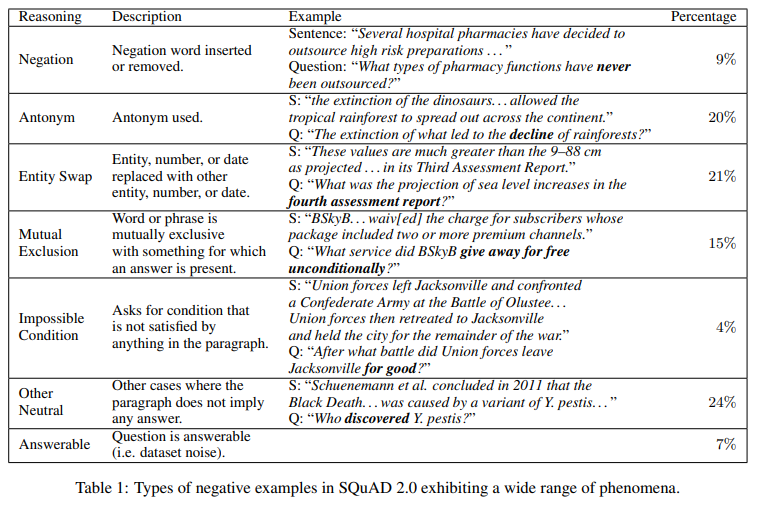 Reasoning Description Example Percentage
Negation Negation word inserted or removed. Sentence: “Several hospital pharmacies have decided to outsource high risk preparations . . .” Question: “What types of pharmacy functions have never been outsourced?” 9%
Antonym Antonym used. S: “the extinction of the dinosaurs. . . allowed the tropical rainforest to spread out across the continent.” Q: “The extinction of what led to the decline of rainforests?” 20%
Entity Swap Entity, number, or date replaced with other entity, number, or date. S: “These values are much greater than the 9–88 cm as projected . . . in its Third Assessment Report.” Q: “What was the projection of sea level increases in the fourth assessment report?” 21%
Mutual Exclusion Word or phrase is mutually exclusive with something for which an answer is present. S: “BSkyB. . . waiv[ed] the charge for subscribers whose package included two or more premium channels.” Q: “What service did BSkyB give away for free unconditionally?” 15%
Impossible Condition Asks for condition that is not satisfied by anything in the paragraph. S: “Union forces left Jacksonville and confronted a Confederate Army at the Battle of Olustee. . . Union forces then retreated to Jacksonville and held the city for the remainder of the war.” Q: “After what battle did Union forces leave Jacksonville for good?” 4%
Other Neutral Other cases where the paragraph does not imply any answer. S: “Schuenemann et al. concluded in 2011 that the Black Death. . . was caused by a variant of Y. pestis. . .” Q: “Who discovered Y. pestis?” 24%
Answerable Question is answerable (i.e. dataset noise). 7%
Table 1: Types of negative examples in SQuAD 2.0 exhibiting a wide range of phenomena.